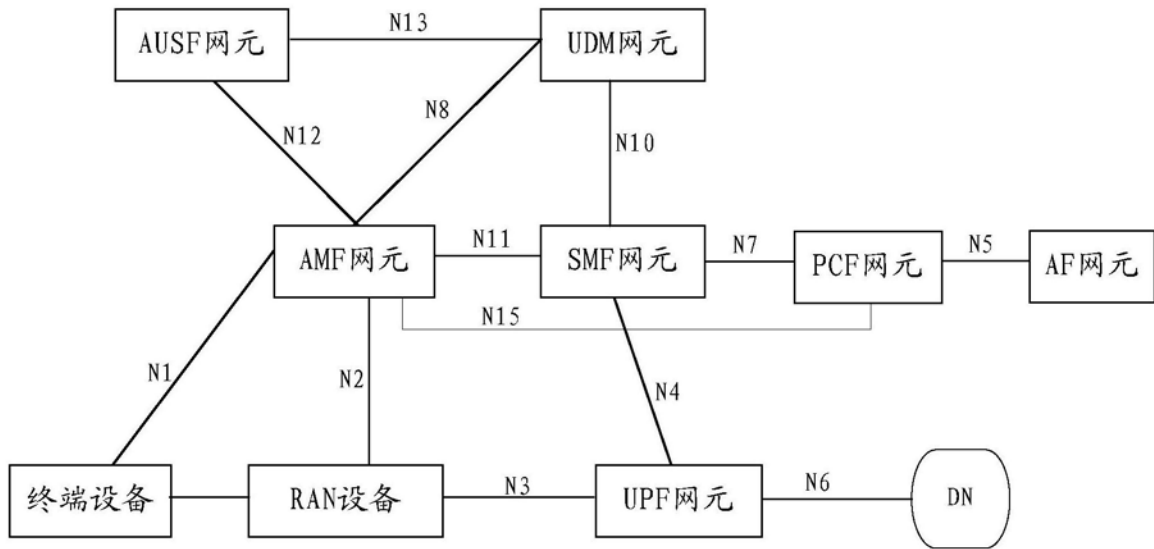 N13
AUSF网元
UDM网元
N8
N12
N10
N11
N7
N5
AMF网元
SMF网元
PCF网元
AF网元
N15
N1
N2
N4
N3
N6
终端设备
RAN设备
UPF网元
DN